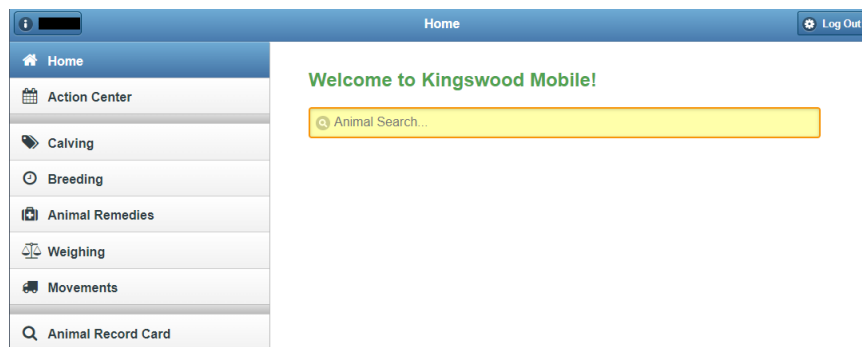 Home
Log Out
Home
Action Center
Calving
Breeding
Animal Remedies
Weighing
Movements
Animal Record Card
Welcome to Kingswood Mobile!
Animal Search...